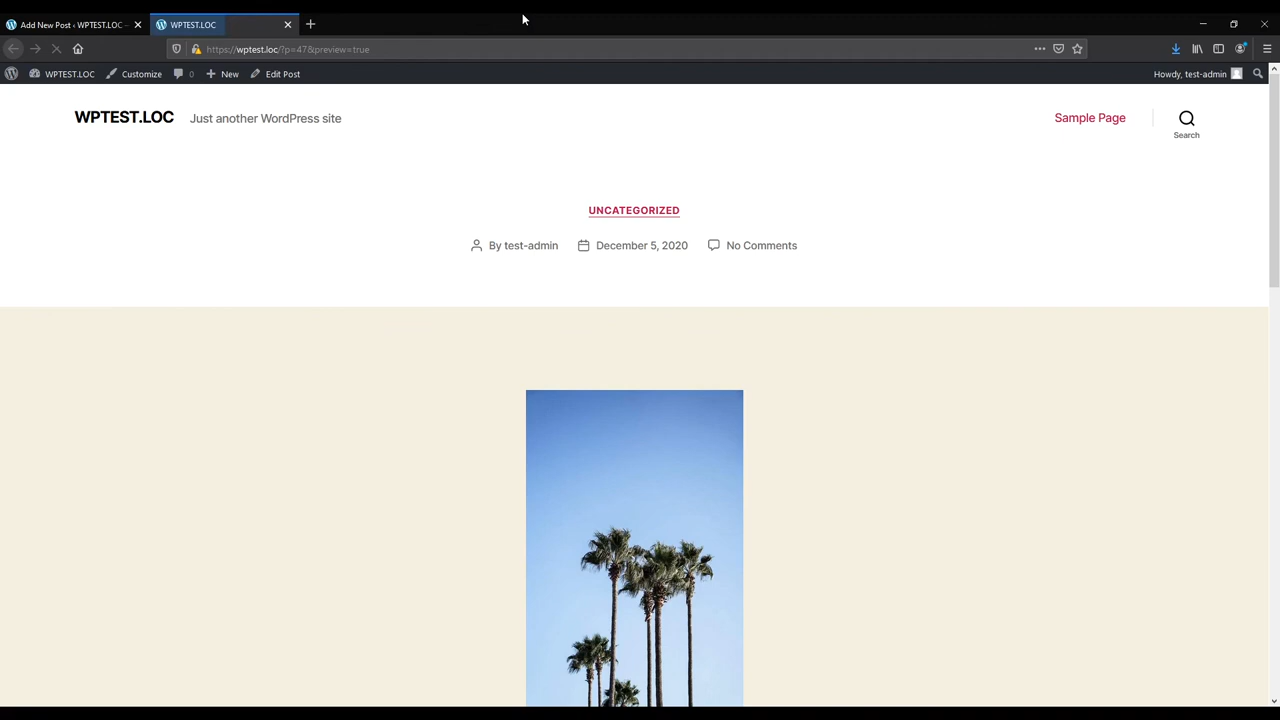 Add New Post ‹ WPTEST.LOC —
WPTEST.LOC
https://wptest.loc/?p=47&preview=true
WPTEST.LOC
Customize
0
New
Edit Post
Howdy, test-admin
WPTEST.LOC
Just another WordPress site
Sample Page
Search
UNCATEGORIZED
By test-admin
December 5, 2020
No Comments